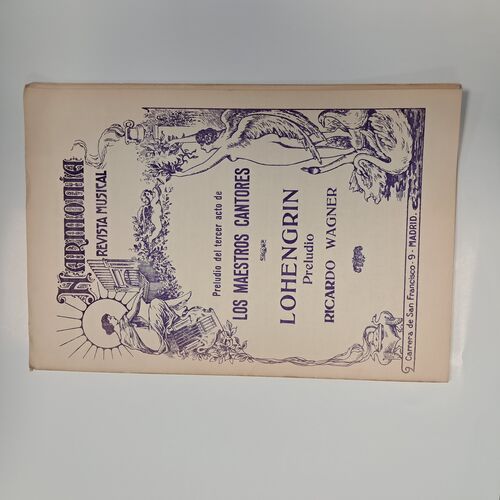 HARMONÍA
REVISTA MUSICAL
Preludio del tercer acto de
LOS MAESTROS CANTORES
LOHENGRIN
Preludio
RICARDO WAGNER
Carrera de San Francisco - 9 - MADRID.